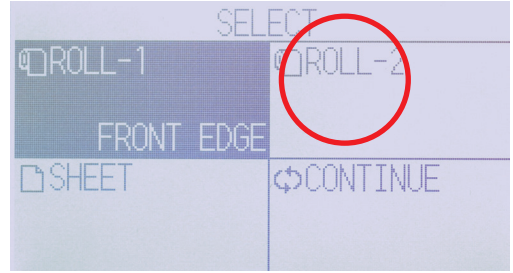 SELECT
ROLL-1
FRONT EDGE
ROLL-2
SHEET
CONTINUE